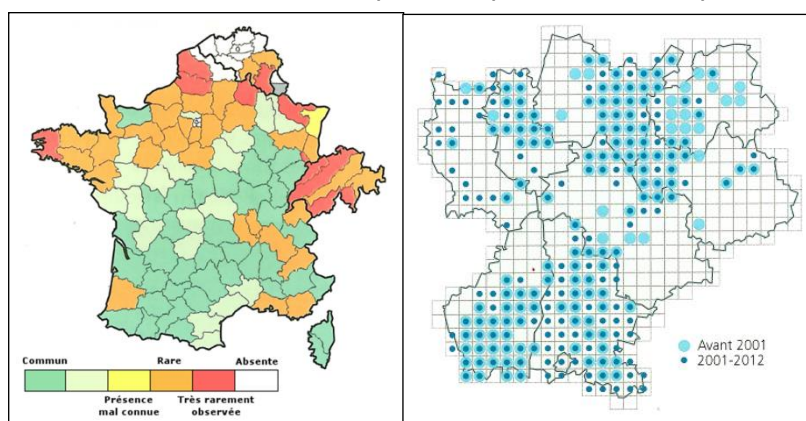 Commun Rare Absente
Présence
mal connue
Très rarement
observée
Avant 2001
2001-2012